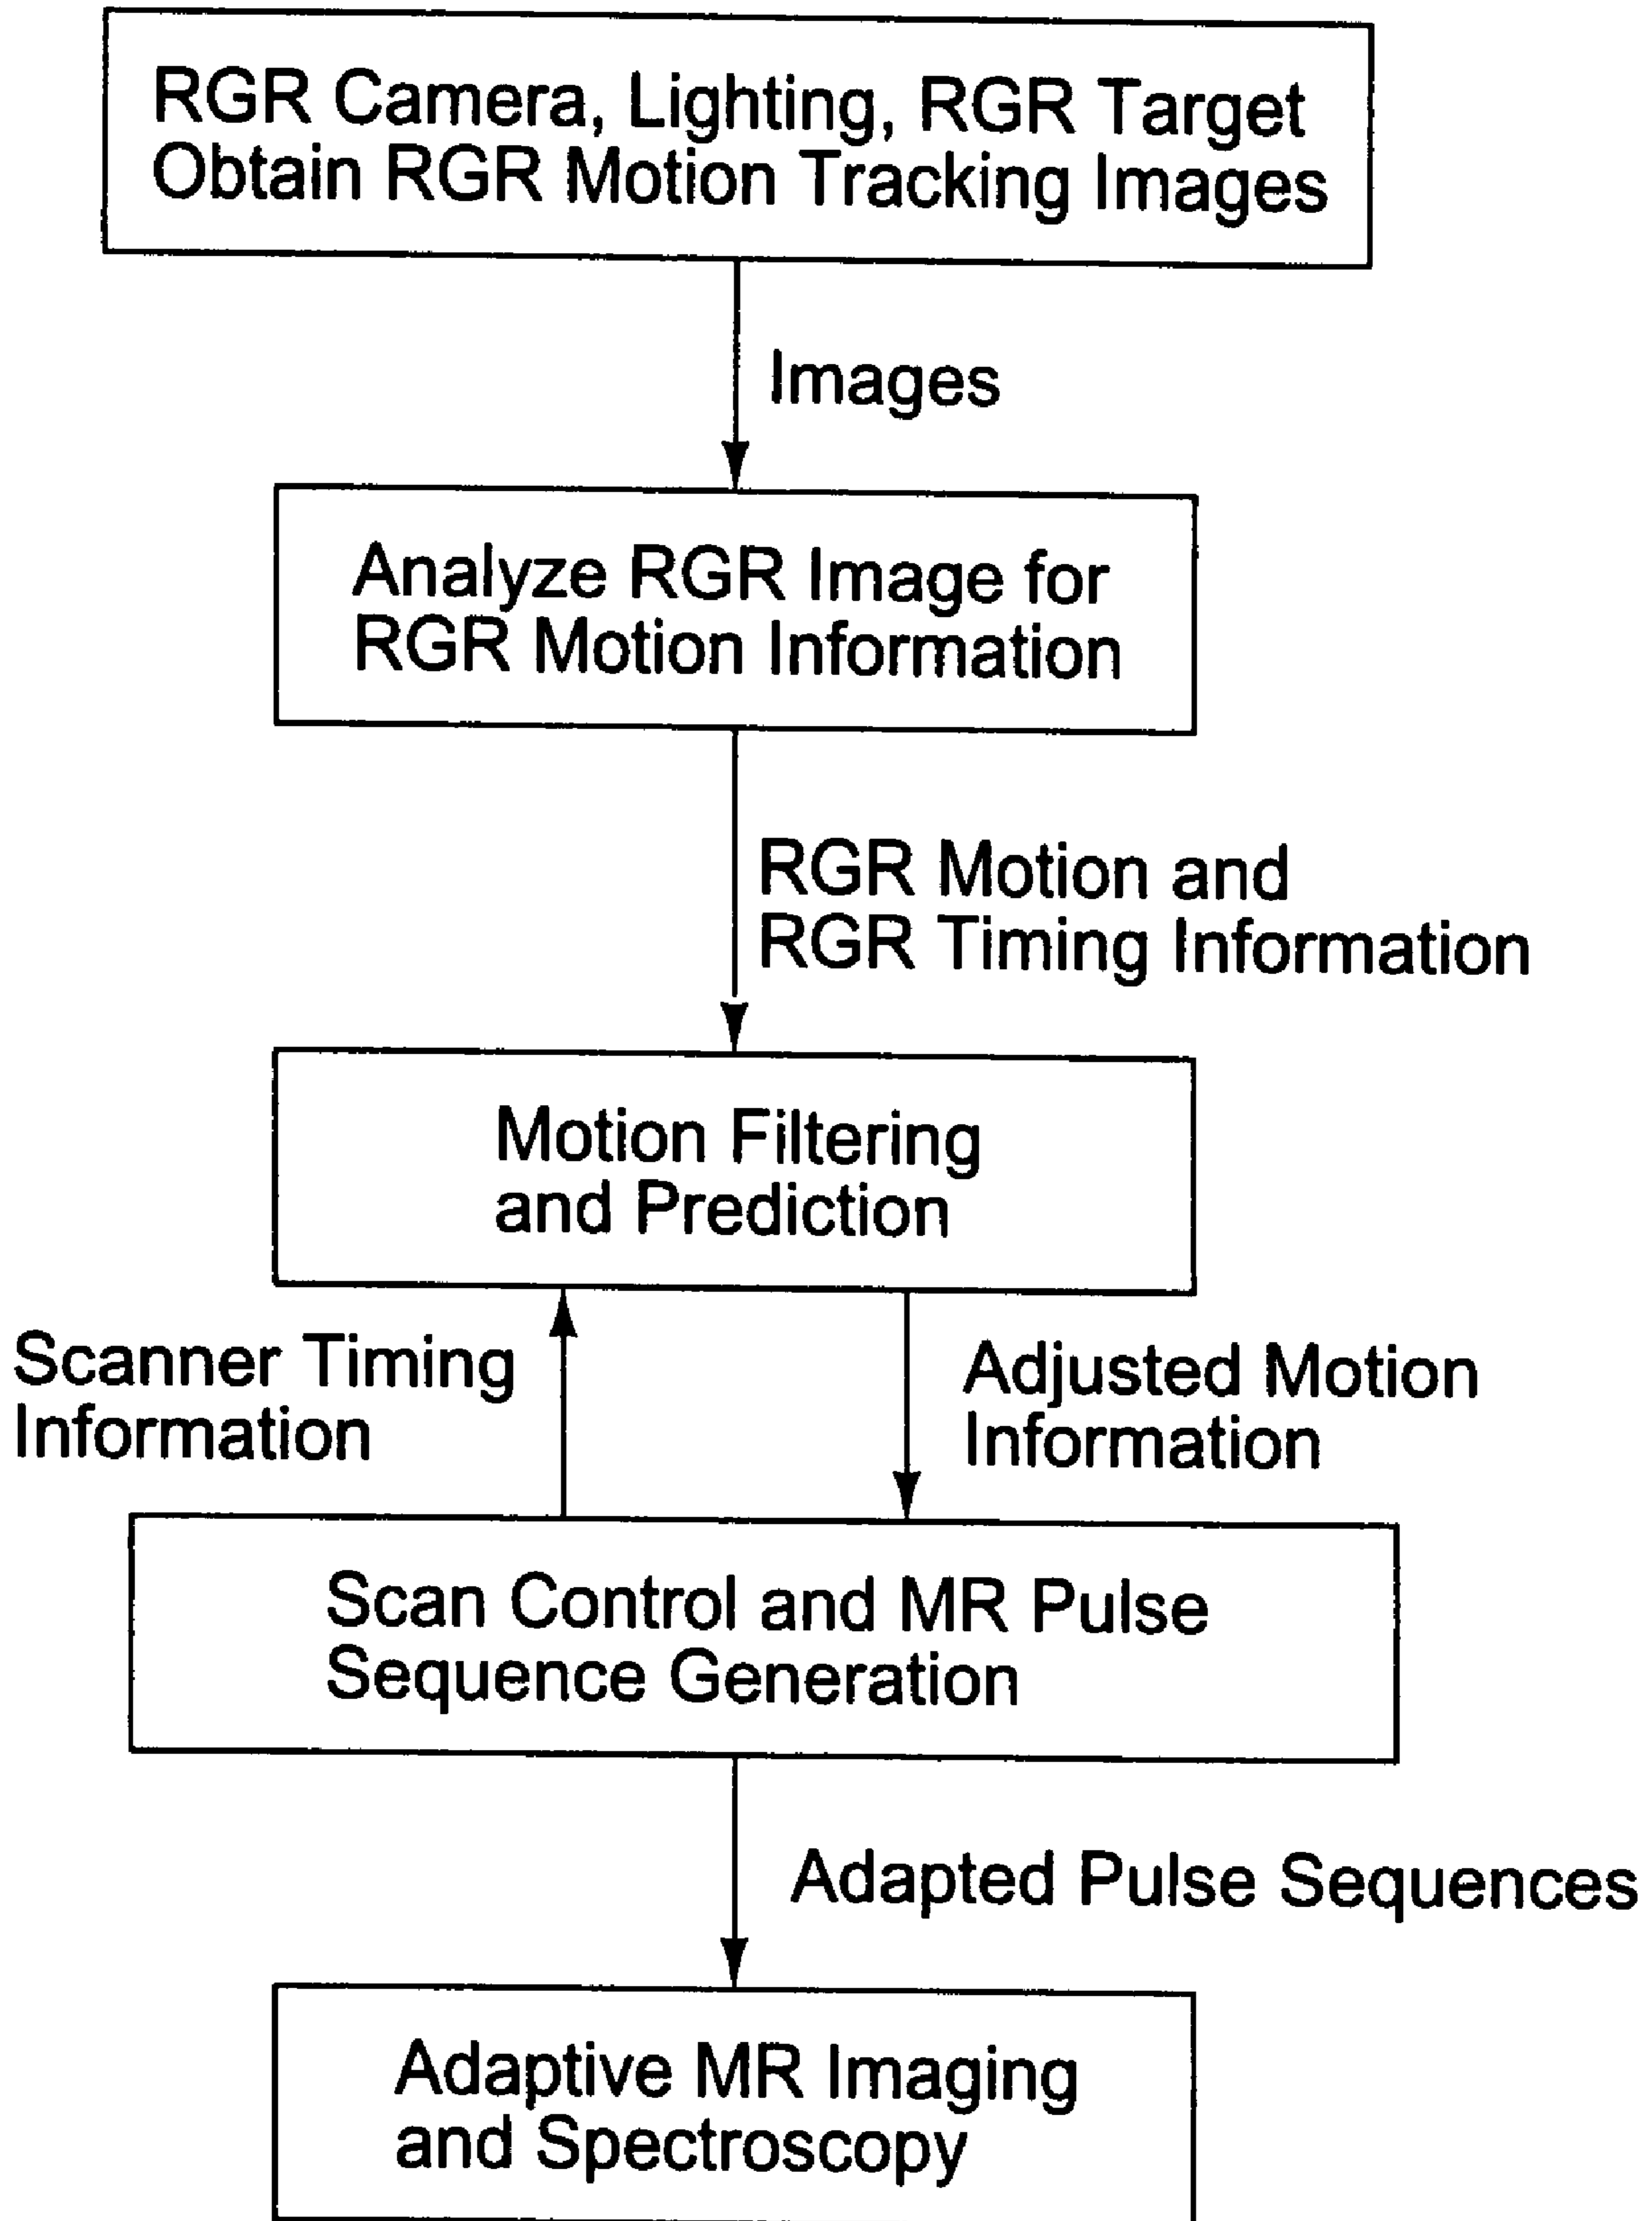 RGR Camera, Lighting, RGR Target
Obtain RGR Motion Tracking Images
Images
Analyze RGR Image for
RGR Motion Information
RGR Motion and
RGR Timing Information
Motion Filtering
and Prediction
Scanner Timing
Information
Adjusted Motion
Information
Scan Control and MR Pulse
Sequence Generation
Adapted Pulse Sequences
Adaptive MR Imaging
and Spectroscopy